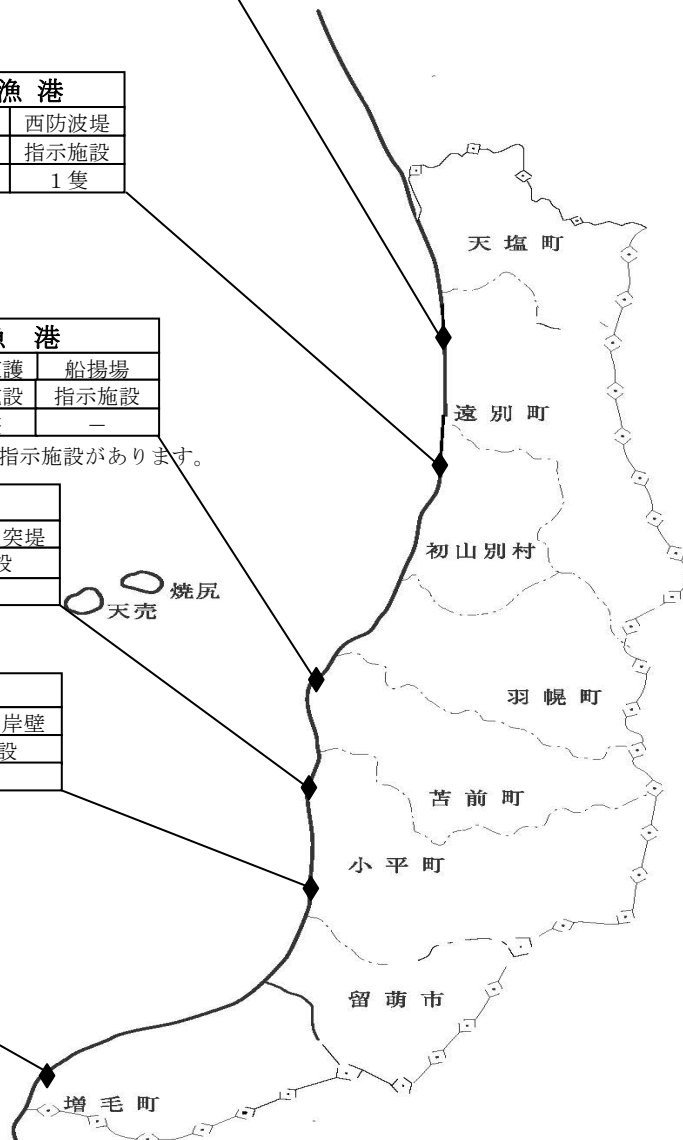 漁 港
西防波堤
指示施設
1隻
天 塩 町
港
護 船揚場
設 指示施設
－
指示施設があります。
遠 別 町
突堤
設
初山別村
焼尻
天売
岸壁
設
羽 幌 町
苫 前 町
小 平 町
留 萌 市
増 毛 町